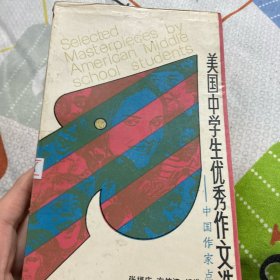 Selected
Masterpieces by
American Middle
school students
美国中学生优秀作文选
——中国作家点